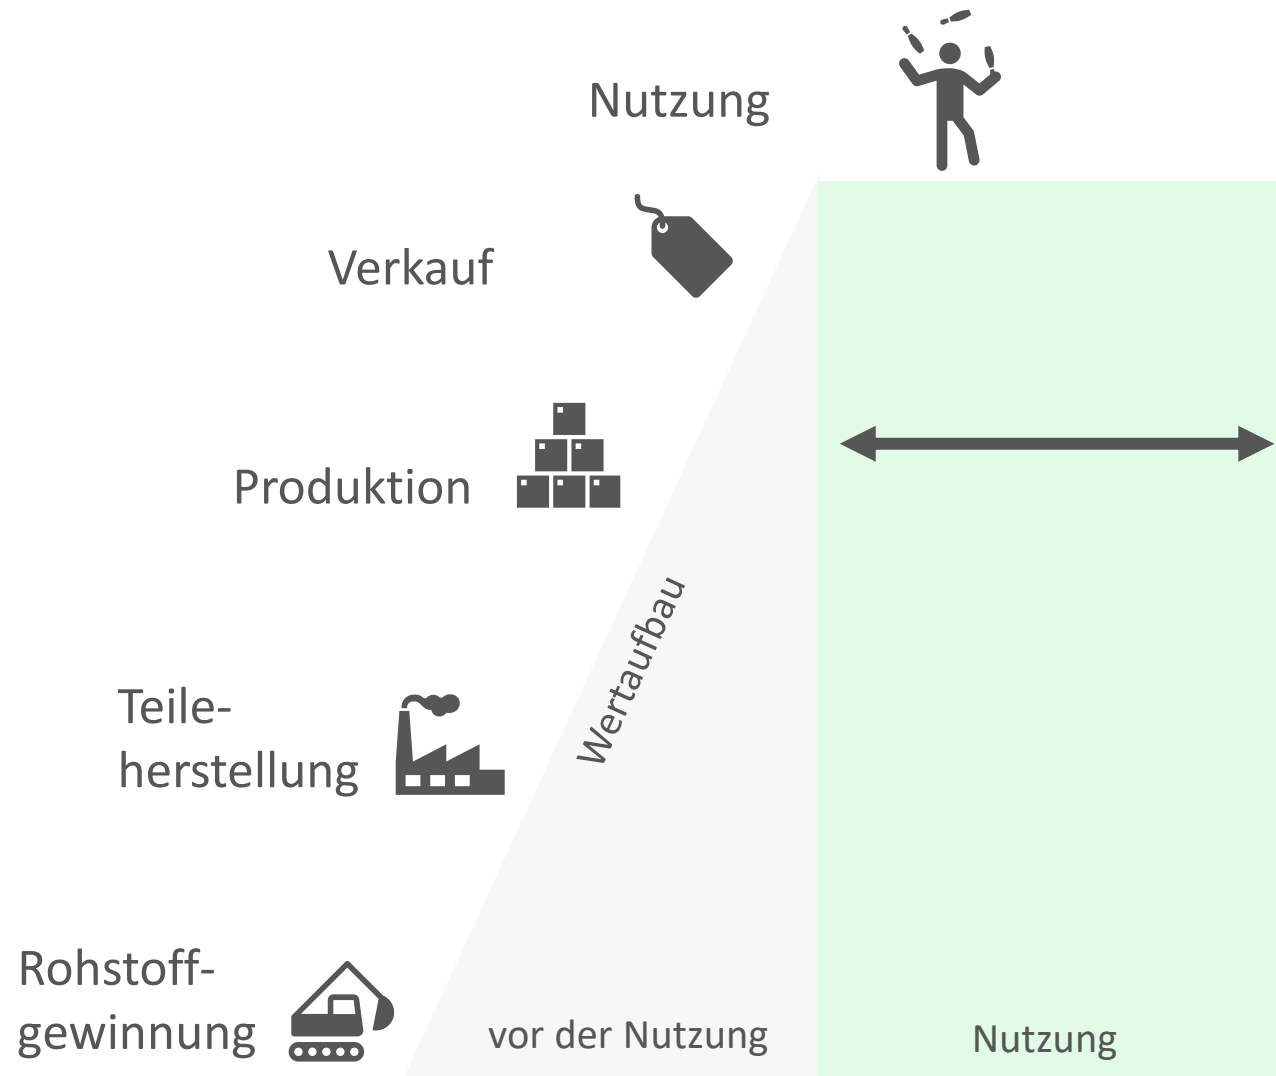 Nutzung
Verkauf
Produktion
Wertaufbau
Teile-
herstellung
Rohstoff-
gewinnung
vor der Nutzung
Nutzung